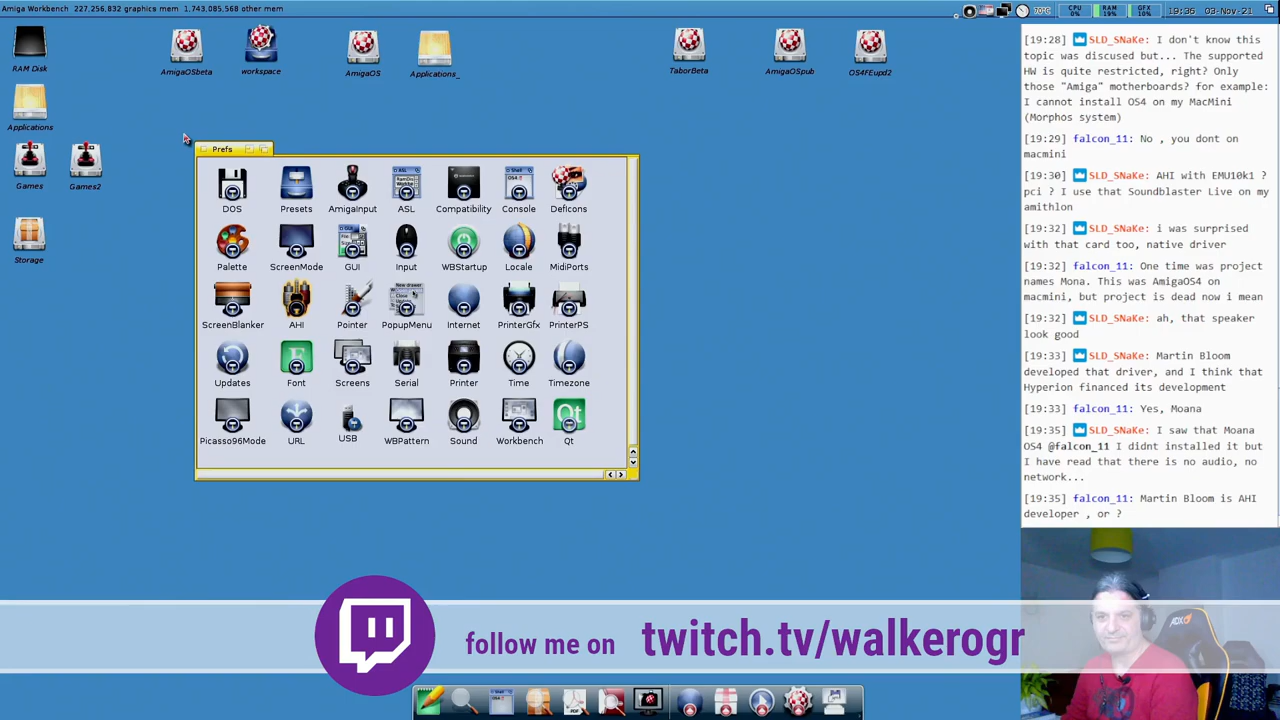 Amiga Workbench 227,256,832 graphics mem 1,743,085,568 other mem
70°C CPU 0% RAM 19% GFX 10% 19:36 03-Nov-21
RAM Disk
AmigaOSbeta workspace AmigaOS Applications_ TaborBeta AmigaOSpub OS4FEupd2
Applications
Games Games2
Storage
Prefs
DOS Presets AmigaInput ASL Compatibility Console DefIcons
Palette ScreenMode GUI Input WBStartup Locale MidiPorts
ScreenBlanker AHI Pointer PopupMenu Internet PrinterGfx PrinterPS
Updates Font Screens Serial Printer Time Timezone
Picasso96Mode URL USB WBPattern Sound Workbench Qt
[19:28] SLD_SNaKe: I don't know this
topic was discused but... The supported
HW is quite restricted, right? Only
those "Amiga" motherboards? for example:
I cannot install OS4 on my MacMini
(Morphos system)
[19:29] falcon_11: No , you dont on
macmini
[19:30] SLD_SNaKe: AHI with EMU10k1 ?
pci ? I use that Soundblaster Live on my
amithlon
[19:32] SLD_SNaKe: i was surprised
with that card too, native driver
[19:32] falcon_11: One time was project
names Mona. This was AmigaOS4 on
macmini, but project is dead now i mean
[19:32] SLD_SNaKe: ah, that speaker
look good
[19:33] SLD_SNaKe: Martin Bloom
developed that driver, and I think that
Hyperion financed its development
[19:33] falcon_11: Yes, Moana
[19:35] SLD_SNaKe: I saw that Moana
OS4 @falcon_11 I didnt installed it but
I have read that there is no audio, no
network...
[19:35] falcon_11: Martin Bloom is AHI
developer , or ?
follow me on twitch.tv/walkerogr